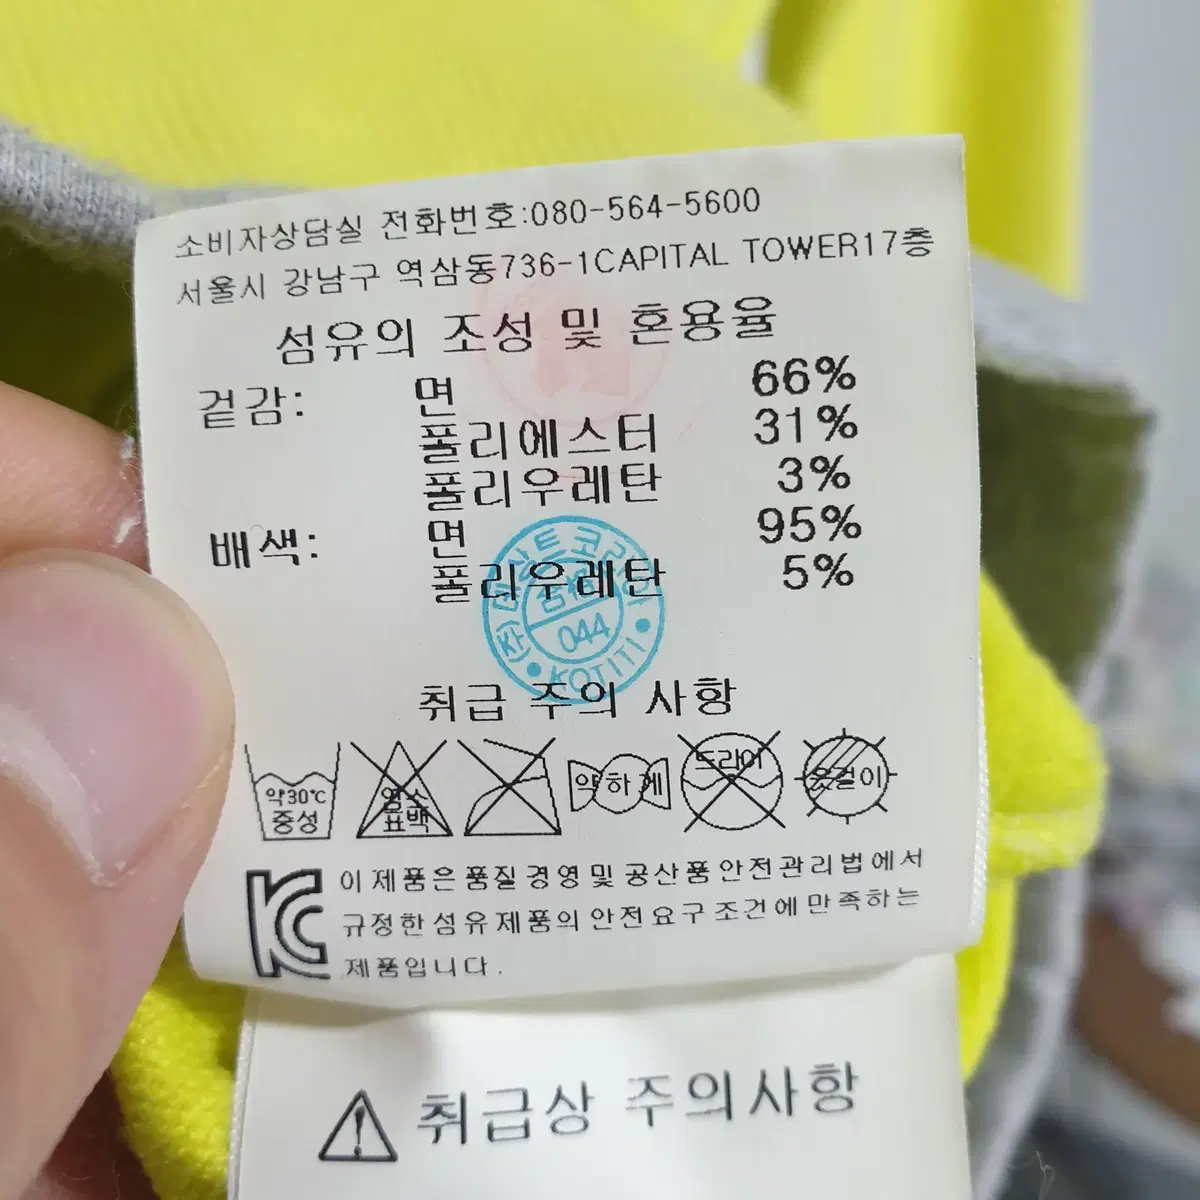 소비자상담실 전화번호:080-564-5600
서울시 강남구 역삼동736-1CAPITAL TOWER17층
섬유의 조성 및 혼용율
겉감: 면 66%
폴리에스터 31%
폴리우레탄 3%
배색: 면 95%
폴리우레탄 5%
044
KOTITI
취급 주의 사항
약30℃
중성
염소
표백
약하게
드라이
옷걸이
이 제품은 품질 경영 및 공산품 안전관리법에서
규정한 섬유제품의 안전요구 조건에 만족하는
제품입니다.
취급상 주의사항